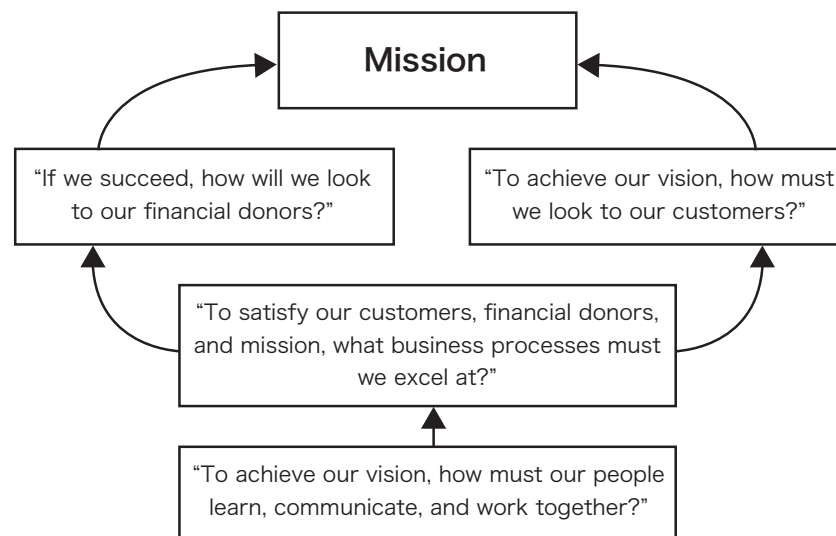 Mission
“If we succeed, how will we look
to our financial donors?”
“To achieve our vision, how must
we look to our customers?”
“To satisfy our customers, financial donors,
and mission, what business processes must
we excel at?”
“To achieve our vision, how must our people
learn, communicate, and work together?”